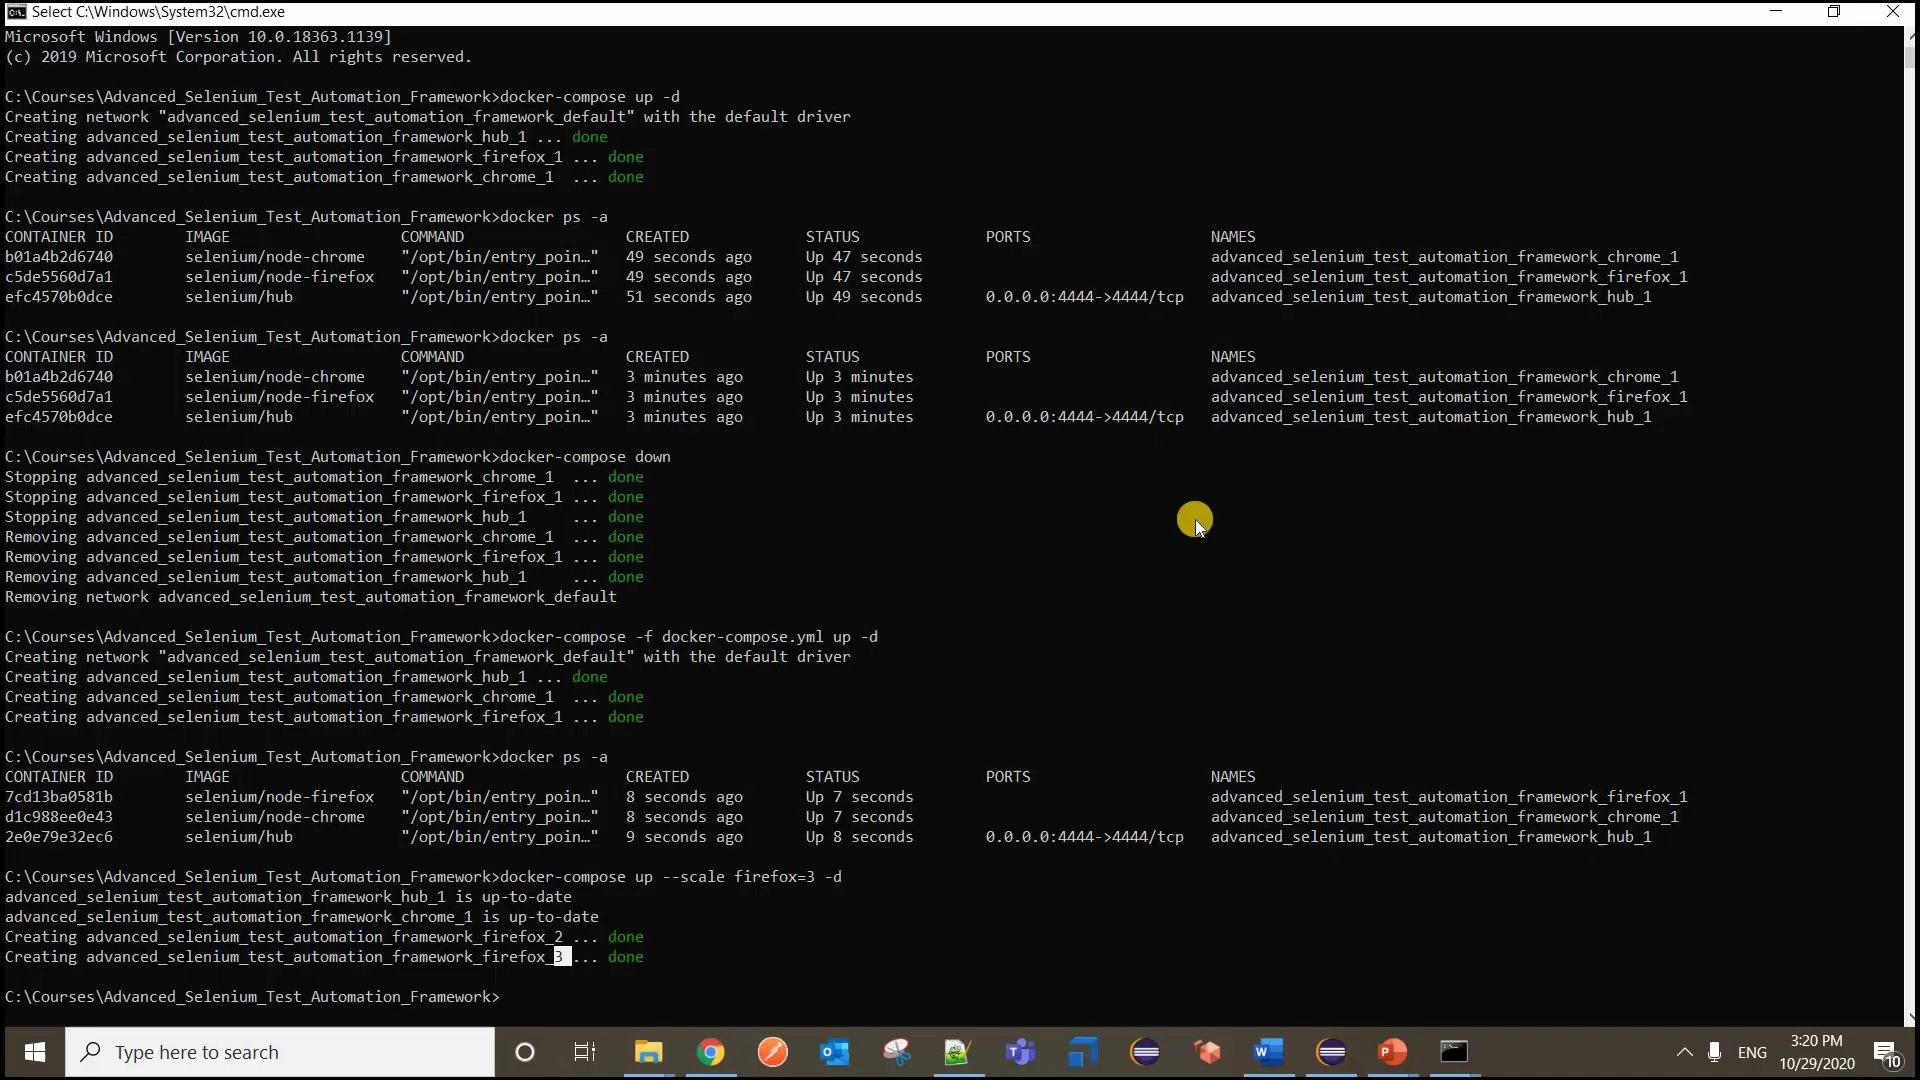 Select C:\Windows\System32\cmd.exe
Microsoft Windows [Version 10.0.18363.1139]
(c) 2019 Microsoft Corporation. All rights reserved.
C:\Courses\Advanced_Selenium_Test_Automation_Framework>docker-compose up -d
Creating network "advanced_selenium_test_automation_framework_default" with the default driver
Creating advanced_selenium_test_automation_framework_hub_1 ... done
Creating advanced_selenium_test_automation_framework_firefox_1 ... done
Creating advanced_selenium_test_automation_framework_chrome_1  ... done
C:\Courses\Advanced_Selenium_Test_Automation_Framework>docker ps -a
CONTAINER ID        IMAGE                   COMMAND                  CREATED             STATUS              PORTS                    NAMES
b01a4b2d6740        selenium/node-chrome    "/opt/bin/entry_poin…"   49 seconds ago      Up 47 seconds                                advanced_selenium_test_automation_framework_chrome_1
c5de5560d7a1        selenium/node-firefox   "/opt/bin/entry_poin…"   49 seconds ago      Up 47 seconds                                advanced_selenium_test_automation_framework_firefox_1
efc4570b0dce        selenium/hub            "/opt/bin/entry_poin…"   51 seconds ago      Up 49 seconds       0.0.0.0:4444->4444/tcp   advanced_selenium_test_automation_framework_hub_1
C:\Courses\Advanced_Selenium_Test_Automation_Framework>docker ps -a
CONTAINER ID        IMAGE                   COMMAND                  CREATED             STATUS              PORTS                    NAMES
b01a4b2d6740        selenium/node-chrome    "/opt/bin/entry_poin…"   3 minutes ago       Up 3 minutes                                 advanced_selenium_test_automation_framework_chrome_1
c5de5560d7a1        selenium/node-firefox   "/opt/bin/entry_poin…"   3 minutes ago       Up 3 minutes                                 advanced_selenium_test_automation_framework_firefox_1
efc4570b0dce        selenium/hub            "/opt/bin/entry_poin…"   3 minutes ago       Up 3 minutes        0.0.0.0:4444->4444/tcp   advanced_selenium_test_automation_framework_hub_1
C:\Courses\Advanced_Selenium_Test_Automation_Framework>docker-compose down
Stopping advanced_selenium_test_automation_framework_chrome_1  ... done
Stopping advanced_selenium_test_automation_framework_firefox_1 ... done
Stopping advanced_selenium_test_automation_framework_hub_1     ... done
Removing advanced_selenium_test_automation_framework_chrome_1  ... done
Removing advanced_selenium_test_automation_framework_firefox_1 ... done
Removing advanced_selenium_test_automation_framework_hub_1     ... done
Removing network advanced_selenium_test_automation_framework_default
C:\Courses\Advanced_Selenium_Test_Automation_Framework>docker-compose -f docker-compose.yml up -d
Creating network "advanced_selenium_test_automation_framework_default" with the default driver
Creating advanced_selenium_test_automation_framework_hub_1 ... done
Creating advanced_selenium_test_automation_framework_chrome_1  ... done
Creating advanced_selenium_test_automation_framework_firefox_1 ... done
C:\Courses\Advanced_Selenium_Test_Automation_Framework>docker ps -a
CONTAINER ID        IMAGE                   COMMAND                  CREATED             STATUS              PORTS                    NAMES
7cd13ba0581b        selenium/node-firefox   "/opt/bin/entry_poin…"   8 seconds ago       Up 7 seconds                                 advanced_selenium_test_automation_framework_firefox_1
d1c988ee0e43        selenium/node-chrome    "/opt/bin/entry_poin…"   8 seconds ago       Up 7 seconds                                 advanced_selenium_test_automation_framework_chrome_1
2e0e79e32ec6        selenium/hub            "/opt/bin/entry_poin…"   9 seconds ago       Up 8 seconds        0.0.0.0:4444->4444/tcp   advanced_selenium_test_automation_framework_hub_1
C:\Courses\Advanced_Selenium_Test_Automation_Framework>docker-compose up --scale firefox=3 -d
advanced_selenium_test_automation_framework_hub_1 is up-to-date
advanced_selenium_test_automation_framework_chrome_1 is up-to-date
Creating advanced_selenium_test_automation_framework_firefox_2 ... done
Creating advanced_selenium_test_automation_framework_firefox_3 ... done
C:\Courses\Advanced_Selenium_Test_Automation_Framework>
Type here to search
ENG
3:20 PM
10/29/2020
10